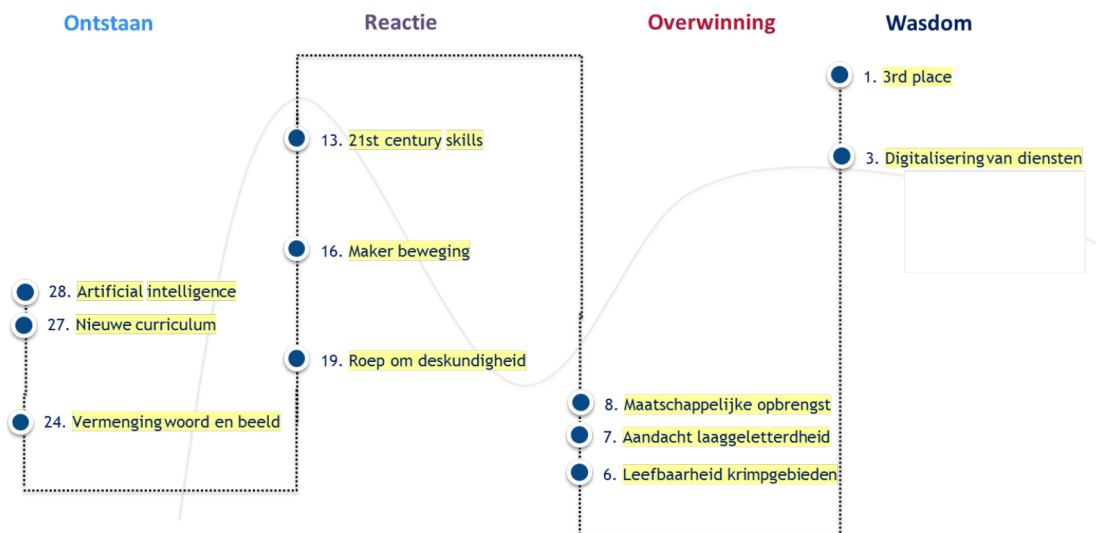 Ontstaan
Reactie
Overwinning
Wasdom
1. 3rd place
13. 21st century skills
3. Digitalisering van diensten
16. Maker beweging
28. Artificial intelligence
27. Nieuwe curriculum
19. Roep om deskundigheid
24. Vermenging woord en beeld
8. Maatschappelijke opbrengst
7. Aandacht laaggeletterdheid
6. Leefbaarheid krimpgebieden